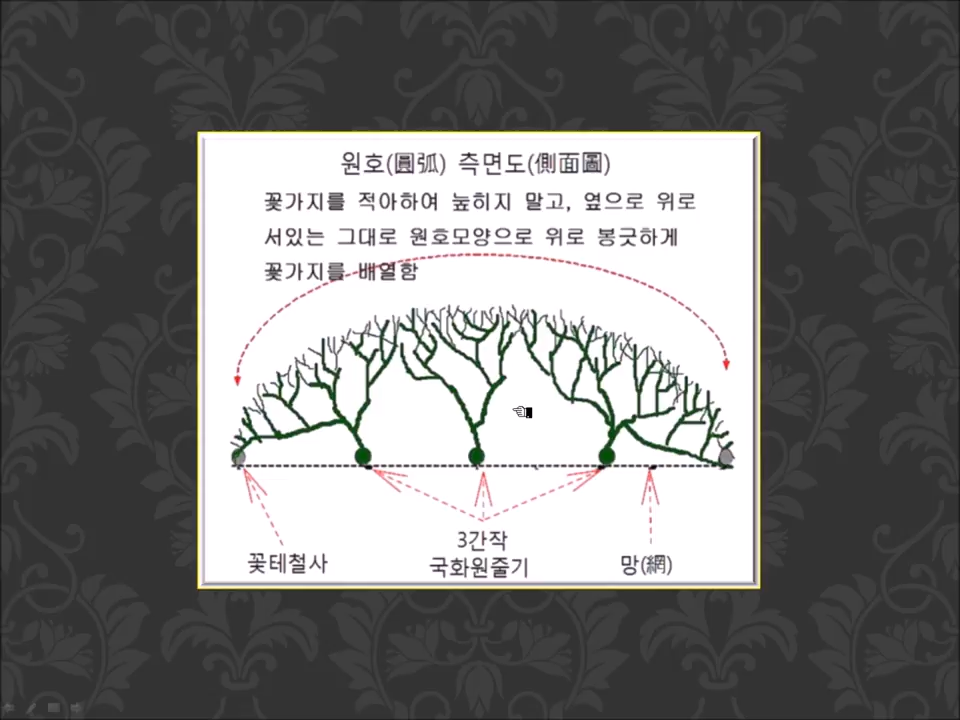 원호(圓弧) 측면도(側面圖)
꽃가지를 적아하여 높히지 말고, 옆으로 위로
서있는 그대로 원호모양으로 위로 봉긋하게
꽃가지를 배열함
3간작
꽃테철사 국화원줄기 망(網)